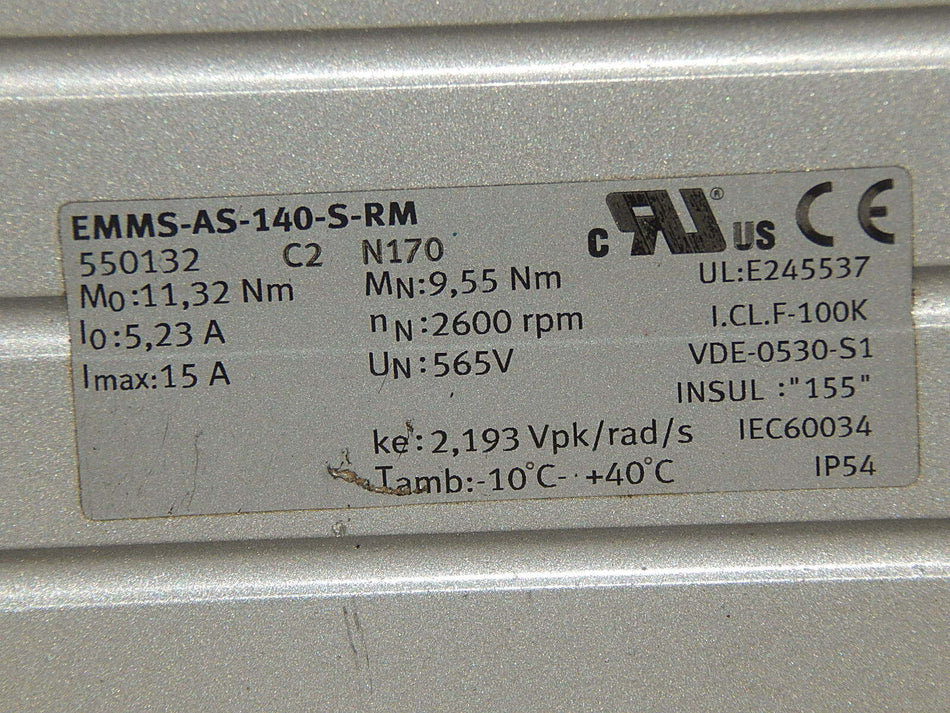 EMMS-AS-140-S-RM
550132 C2 N170
M0:11,32 Nm MN:9,55 Nm
I0:5,23 A nN:2600 rpm
Imax:15 A UN:565V
ke:2,193 Vpk/rad/s
Tamb:-10°C- +40°C
c RU® US CE
UL:E245537
I.CL.F-100K
VDE-0530-S1
INSUL :"155"
IEC60034
IP54